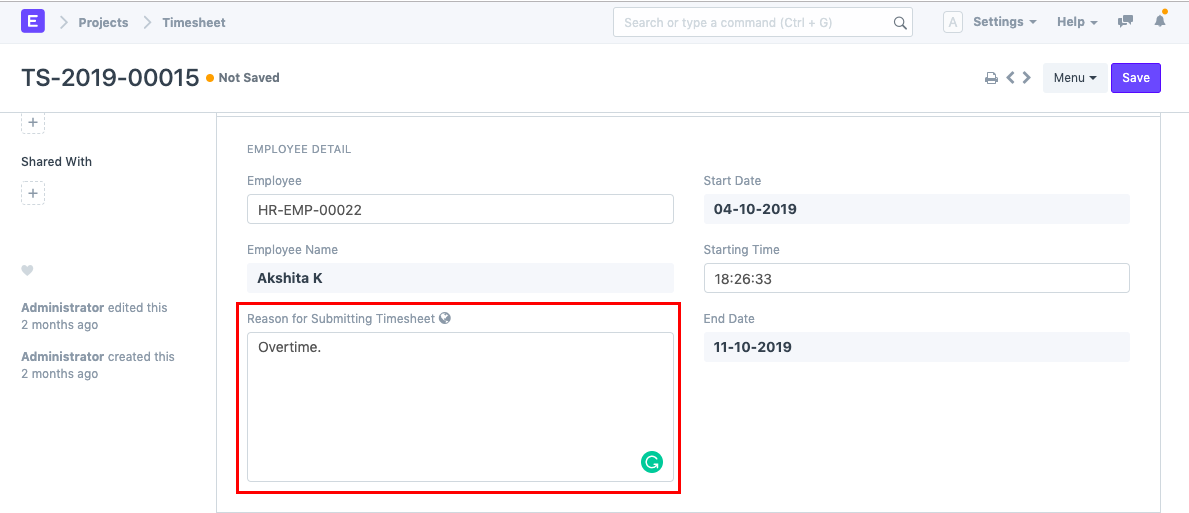 E Projects Timesheet Search or type a command (Ctrl + G) A Settings Help
TS-2019-00015 Not Saved Menu Save
Shared With
Administrator edited this
2 months ago
Administrator created this
2 months ago
EMPLOYEE DETAIL
Employee
HR-EMP-00022
Employee Name
Akshita K
Reason for Submitting Timesheet
Overtime.
Start Date
04-10-2019
Starting Time
18:26:33
End Date
11-10-2019